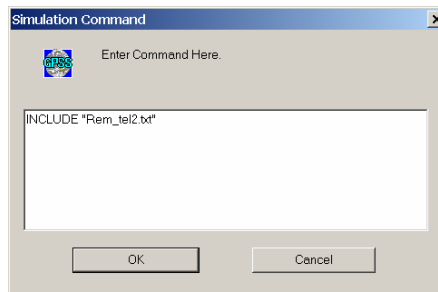 Simulation Command
GPSS
Enter Command Here.
INCLUDE "Rem_tel2.txt"
OK
Cancel